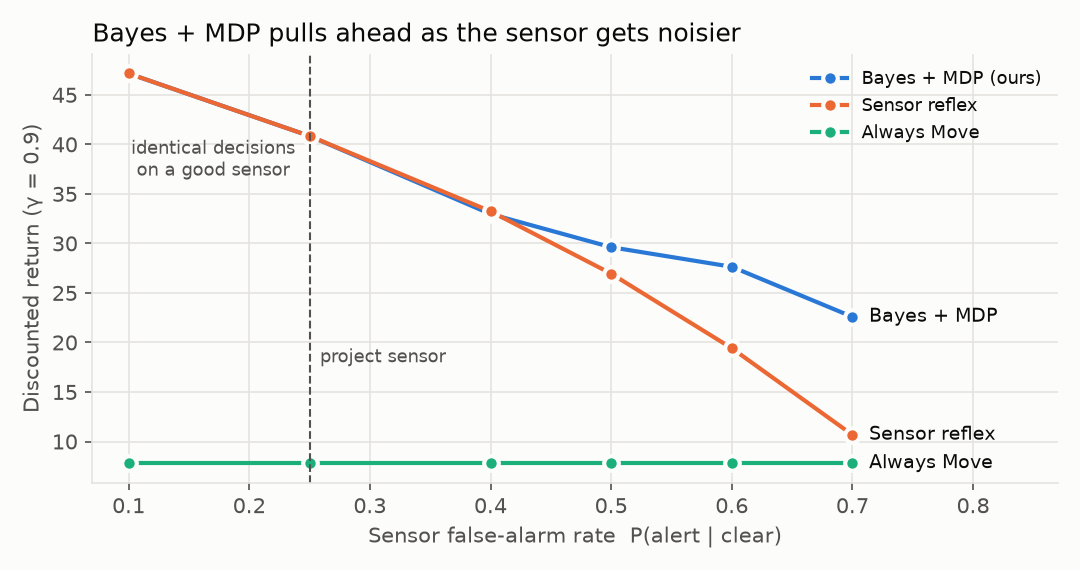 Bayes + MDP pulls ahead as the sensor gets noisier
Bayes + MDP (ours)
Sensor reflex
Always Move
Discounted return (γ = 0.9)
45
40
35
30
25
20
15
10
identical decisions
on a good sensor
project sensor
Bayes + MDP
Sensor reflex
Always Move
0.1 0.2 0.3 0.4 0.5 0.6 0.7 0.8
Sensor false-alarm rate  P(alert | clear)